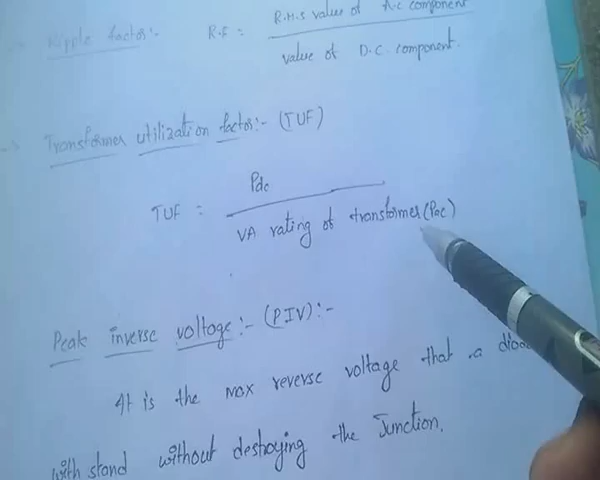 Ripple factor:- R.F = R.M.S value of A.C component
value of D.C. component.
Transformer utilization factor:- (TUF)
Pdc
TUF =
VA rating of transformer (Pac)
Peak inverse voltage:- (PIV):-
It is the max reverse voltage that a diode
with stand without destroying the Junction.